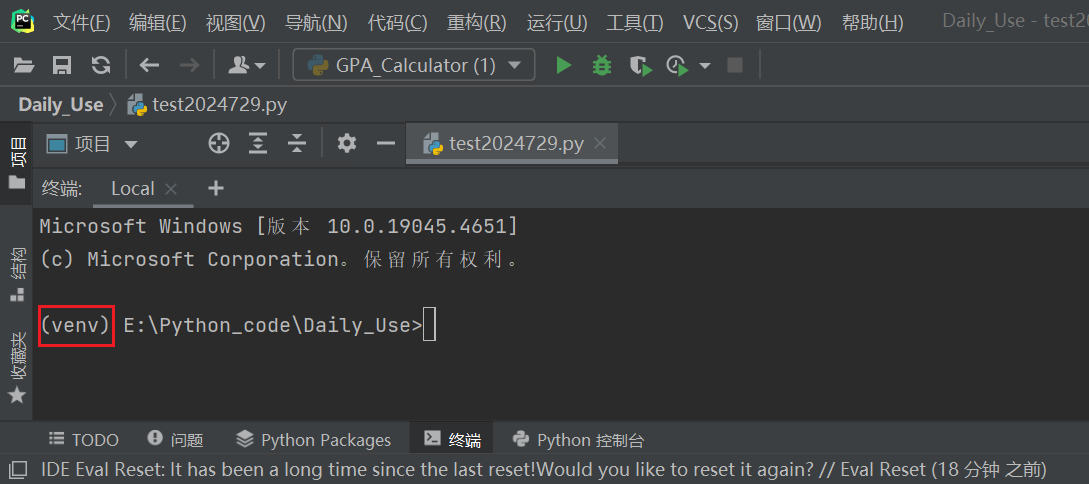 PC 文件(F) 编辑(E) 视图(V) 导航(N) 代码(C) 重构(R) 运行(U) 工具(T) VCS(S) 窗口(W) 帮助(H) Daily_Use - test202
GPA_Calculator (1)
Daily_Use test2024729.py
项目
项目 test2024729.py
终端: Local +
Microsoft Windows [版本 10.0.19045.4651]
(c) Microsoft Corporation。保留所有权利。
结构
(venv) E:\Python_code\Daily_Use>
收藏夹
TODO 问题 Python Packages 终端 Python 控制台
IDE Eval Reset: It has been a long time since the last reset!Would you like to reset it again? // Eval Reset (18 分钟 之前)